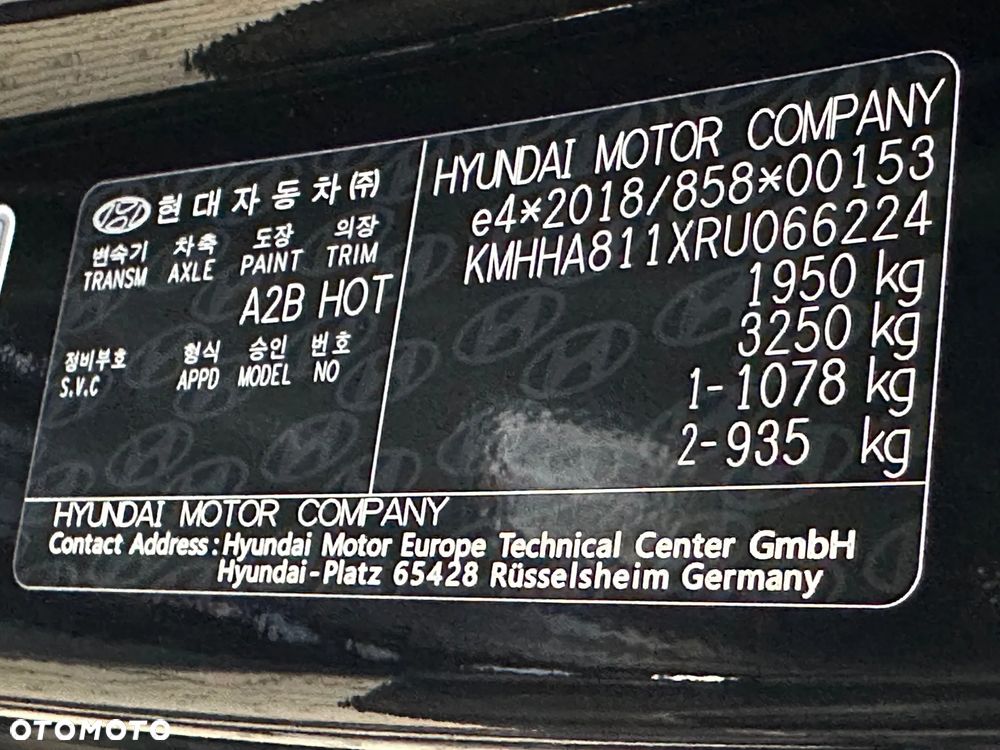 현대자동차㈜
변속기 차축 도장 의장
TRANSM AXLE PAINT TRIM
A2B HOT
정비부호 형식 승인 번호
S.V.C APPD MODEL NO
HYUNDAI MOTOR COMPANY
e4*2018/858*00153
KMHHA811XRU066224
1950 kg
3250 kg
1-1078 kg
2-935 kg
HYUNDAI MOTOR COMPANY
Contact Address : Hyundai Motor Europe Technical Center GmbH
Hyundai-Platz 65428 Rüsselsheim Germany
OTOMOTO